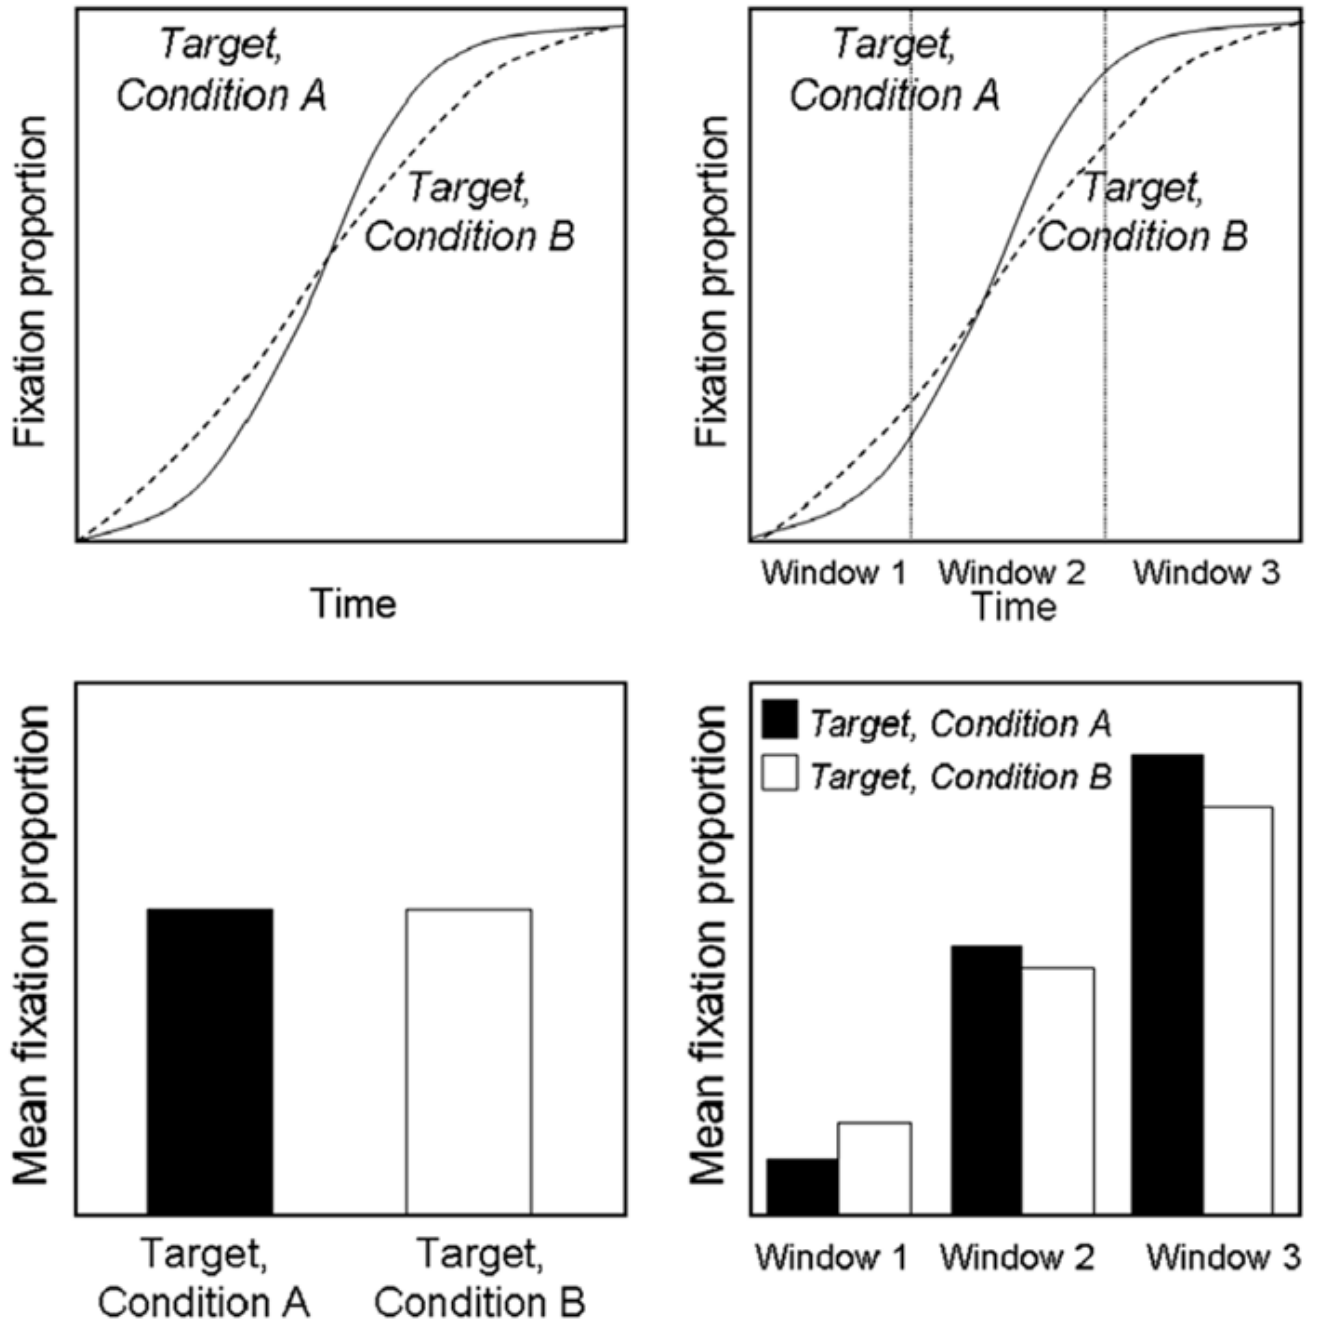 Target,
Condition A
Target,
Condition B
Fixation proportion
Time
Target,
Condition A
Target,
Condition B
Fixation proportion
Window 1 Window 2 Window 3
Time
Mean fixation proportion
Target,
Condition A
Target,
Condition B
Target, Condition A
Target, Condition B
Mean fixation proportion
Window 1 Window 2 Window 3